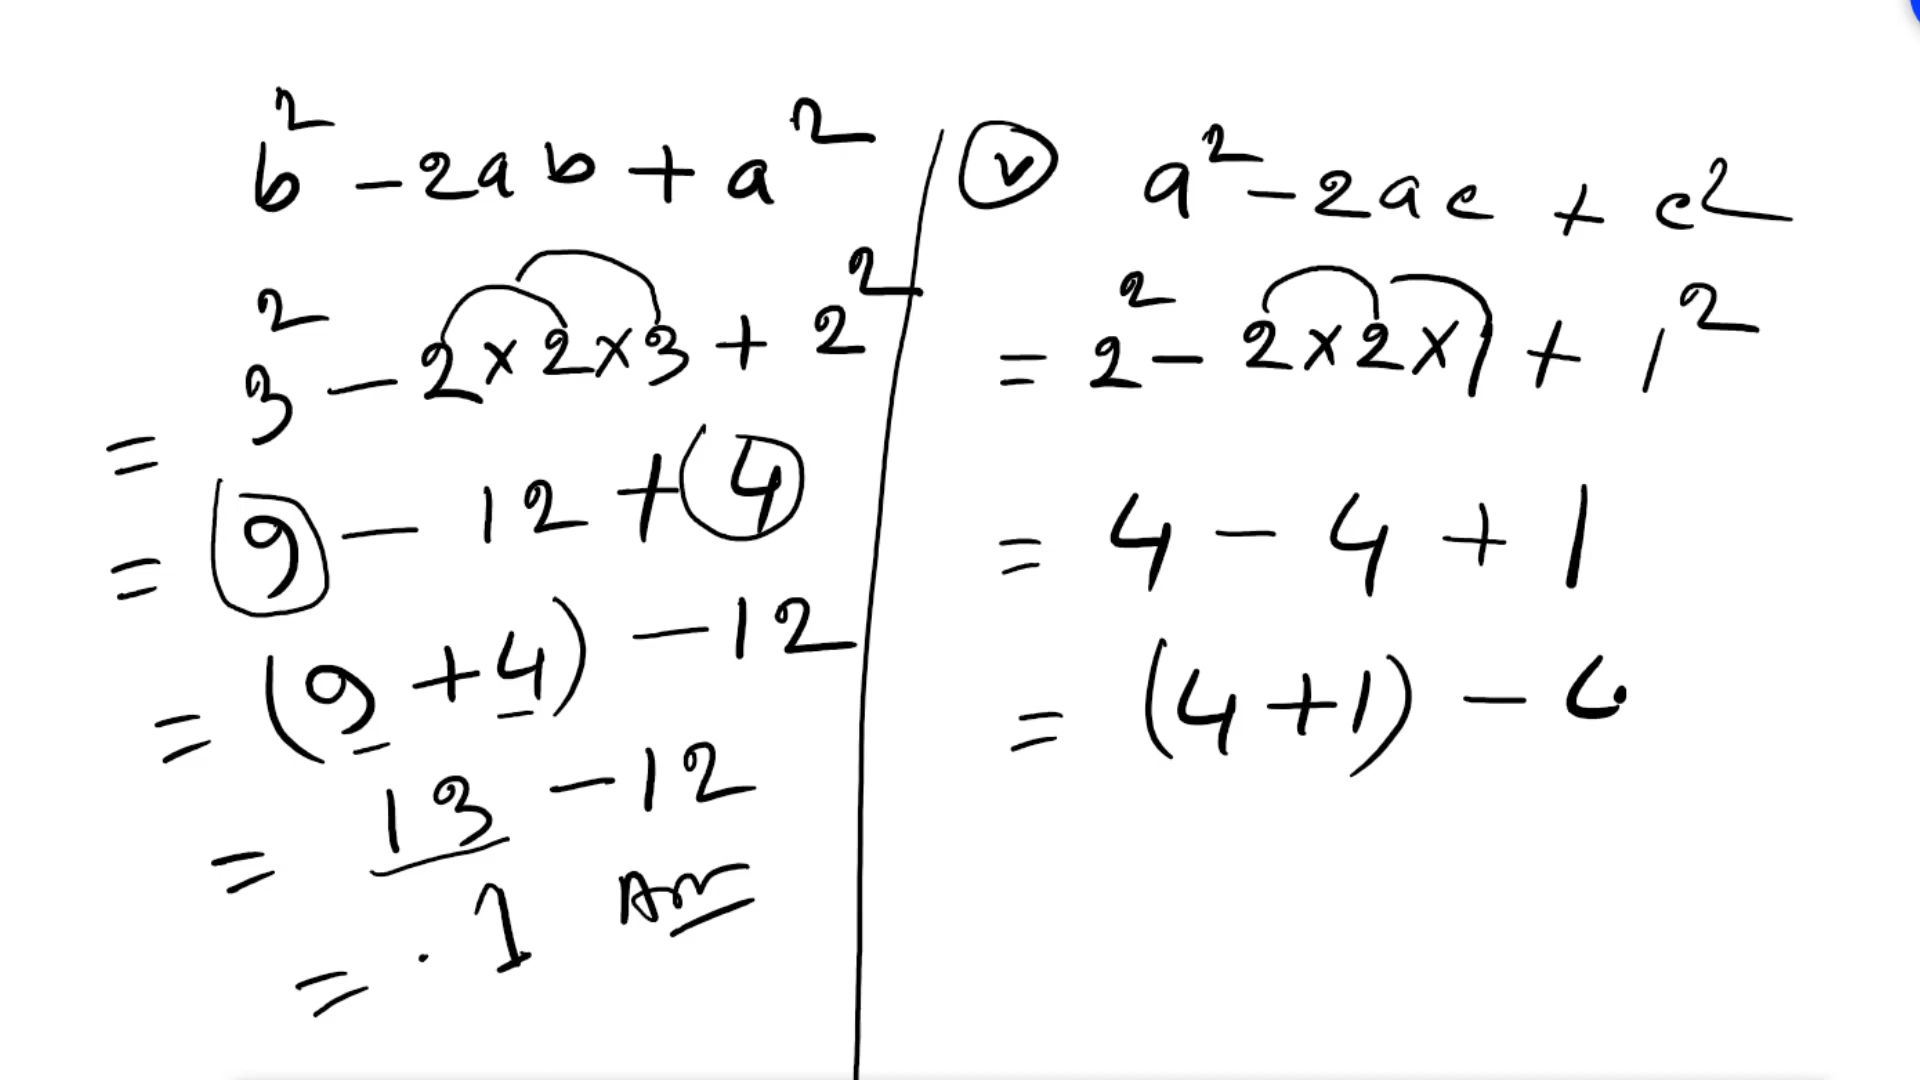 b² - 2ab + a²
3² - 2×2×3 + 2²
=
= 9 - 12 + 4
= (9 + 4) - 12
= 13 - 12
= 1 Ans
(v) a² - 2ac + c²
= 2² - 2×2×1 + 1²
= 4 - 4 + 1
= (4 + 1) -